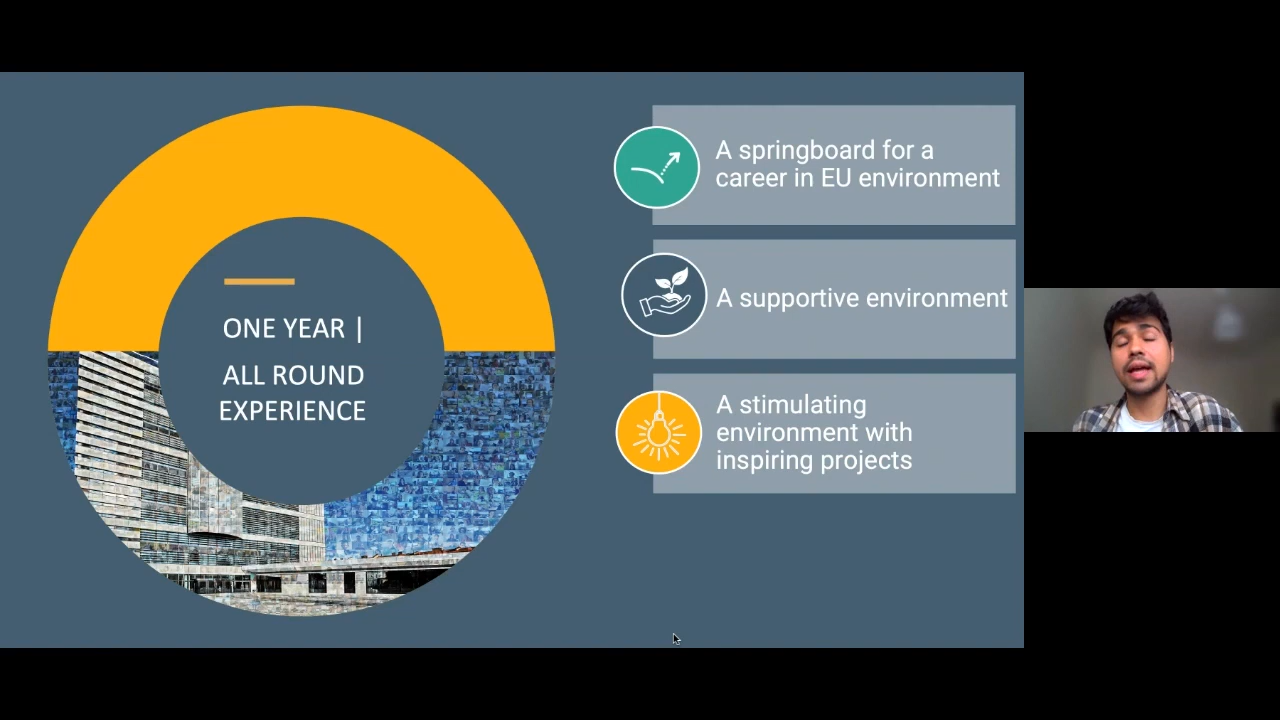 ONE YEAR |
ALL ROUND
EXPERIENCE
A springboard for a
career in EU environment
A supportive environment
A stimulating
environment with
inspiring projects